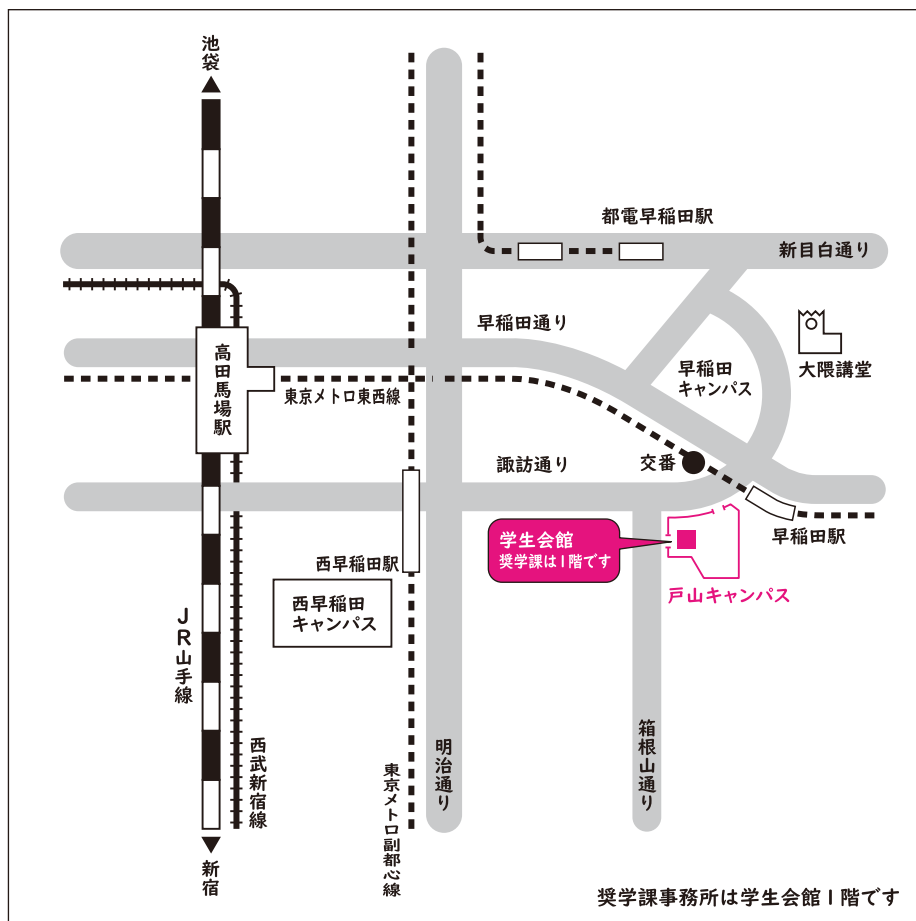 池袋
都電早稲田駅
新目白通り
早稲田通り
高田馬場駅
早稲田
キャンパス
大隈講堂
東京メトロ東西線
諏訪通り
交番
学生会館
奨学課は1階です
早稲田駅
西早稲田駅
戸山キャンパス
西早稲田
キャンパス
JR山手線
西武新宿線
東京メトロ副都心線
明治通り
箱根山通り
新宿
奨学課事務所は学生会館1階です